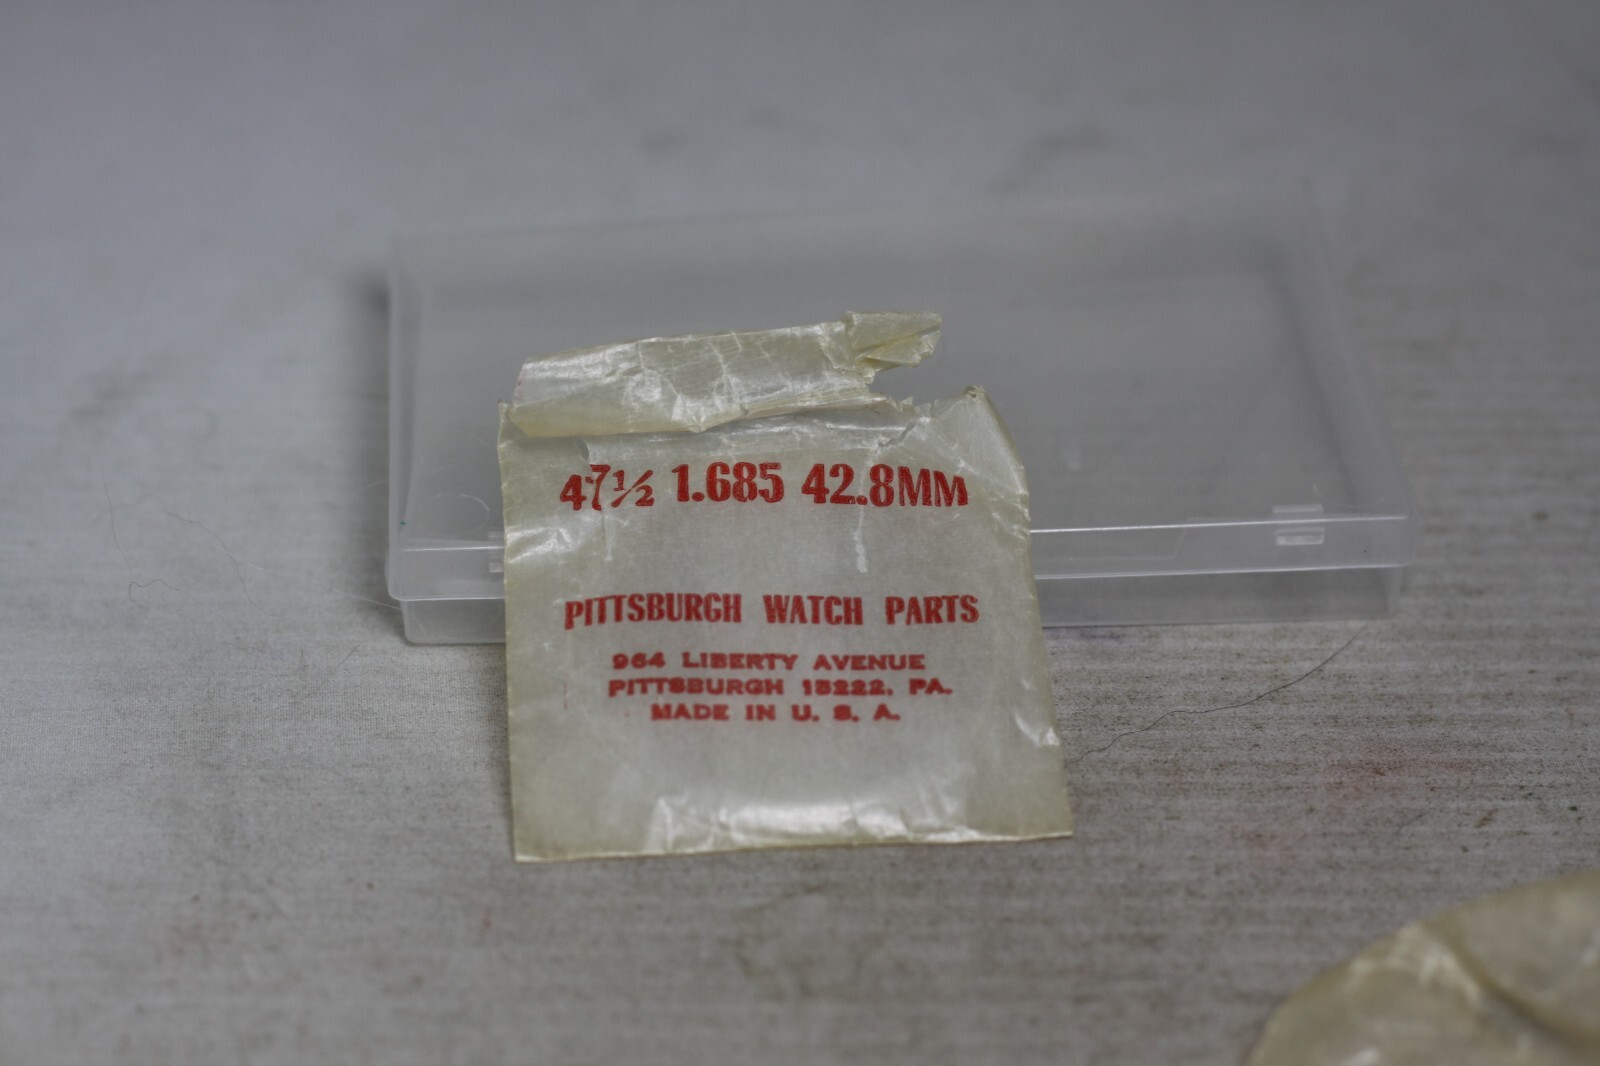 47½ 1.685 42.8MM
PITTSBURGH WATCH PARTS
964 LIBERTY AVENUE
PITTSBURGH 15222, PA.
MADE IN U. S. A.